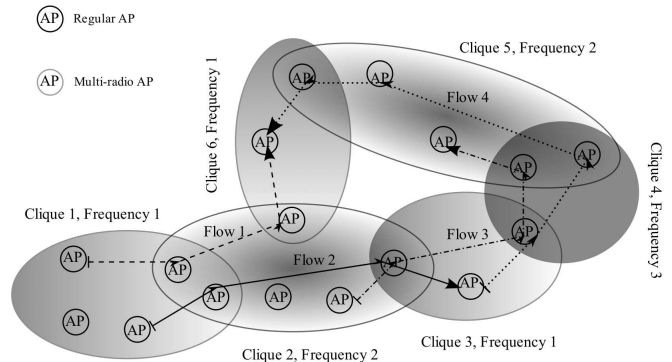 AP Regular AP
AP Multi-radio AP
Clique 5, Frequency 2
Clique 6, Frequency 1
Clique 4, Frequency 3
AP
AP
Flow 4
AP
AP
AP
AP
Clique 1, Frequency 1
AP
Flow 1
Flow 3
AP
AP
AP
Flow 2
AP
AP
AP
AP
AP
AP
AP
AP
Clique 3, Frequency 1
Clique 2, Frequency 2